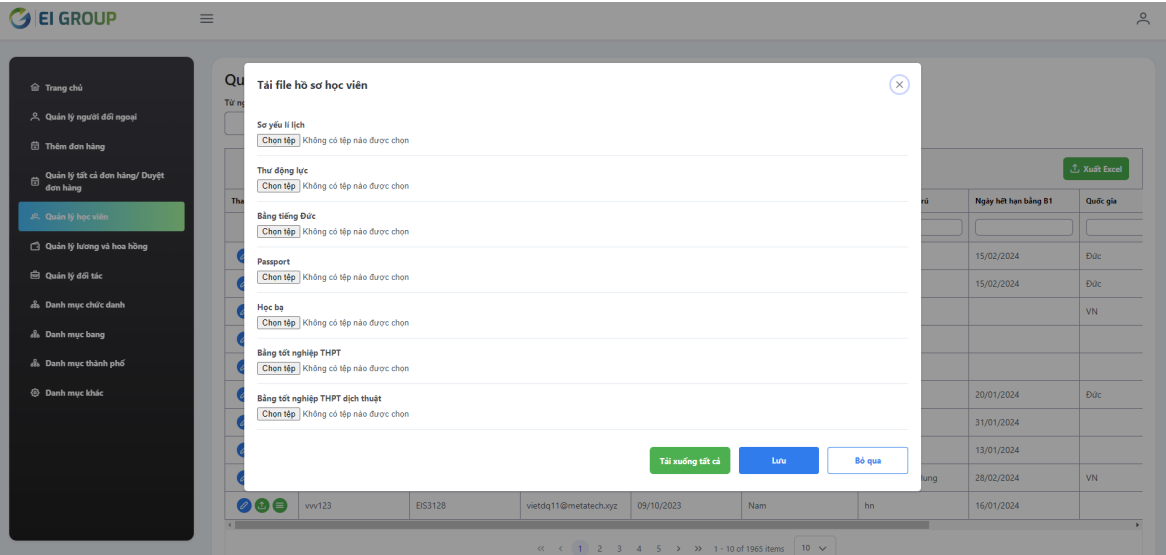 EI GROUP
Trang chủ
Quản lý người đối ngoại
Thêm đơn hàng
Quản lý tất cả đơn hàng/ Duyệt
đơn hàng
Quản lý học viên
Quản lý lương và hoa hồng
Quản lý đối tác
Danh mục chức danh
Danh mục bang
Danh mục thành phố
Danh mục khác
Tải file hồ sơ học viên
Sơ yếu lí lịch
Chọn tệp Không có tệp nào được chọn
Thư động lực
Chọn tệp Không có tệp nào được chọn
Bằng tiếng Đức
Chọn tệp Không có tệp nào được chọn
Passport
Chọn tệp Không có tệp nào được chọn
Học bạ
Chọn tệp Không có tệp nào được chọn
Bằng tốt nghiệp THPT
Chọn tệp Không có tệp nào được chọn
Bằng tốt nghiệp THPT dịch thuật
Chọn tệp Không có tệp nào được chọn
Tải xuống tất cả Lưu Bỏ qua
Xuất Excel
Ngày hết hạn bằng B1 Quốc gia
15/02/2024 Đức
15/02/2024 Đức
VN
20/01/2024 Đức
31/01/2024
13/01/2024
28/02/2024 VN
vvv123 EIS3128 vietdq11@metatech.xyz 09/10/2023 Nam hn 16/01/2024
<< < 1 2 3 4 5 > >> 1 - 10 of 1965 items 10